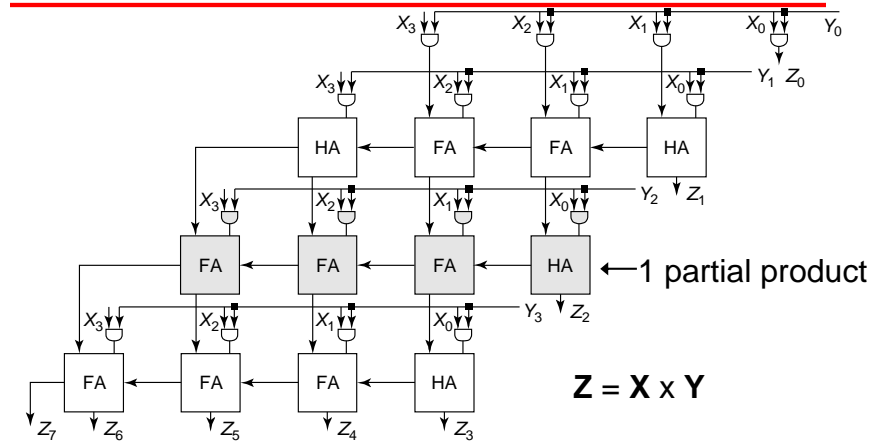 X3 X2 X1 X0 Y0
X3 X2 X1 X0 Y1 Z0
HA FA FA HA
Z1
X3 X2 X1 X0 Y2
FA FA FA HA 1 partial product
Z2
X3 X2 X1 X0 Y3
FA FA FA HA Z = X x Y
Z7 Z6 Z5 Z4 Z3